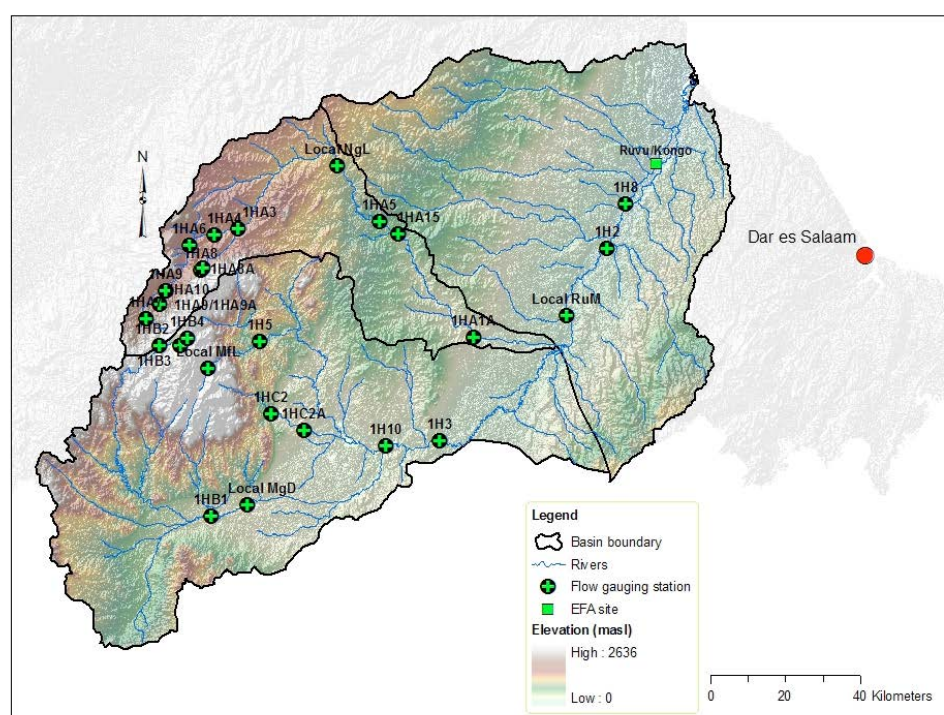 Local NgL
N
Ruvu/Kongo
1H8
1HA3
1HA4
1HA6
1HA5
1HA15
1H2
Dar es Salaam
1HA8
1HA8A
1HA9
1HA10
1HA9/1HA9A
Local RuM
1HB4
1H5
1HA1A
1HB2
1HB3
Local MfL
1HC2
1HC2A
1H10
1H3
Local MgD
1HB1
Legend
Basin boundary
Rivers
Flow gauging station
EFA site
Elevation (masl)
High : 2636
Low : 0
0 20 40 Kilometers